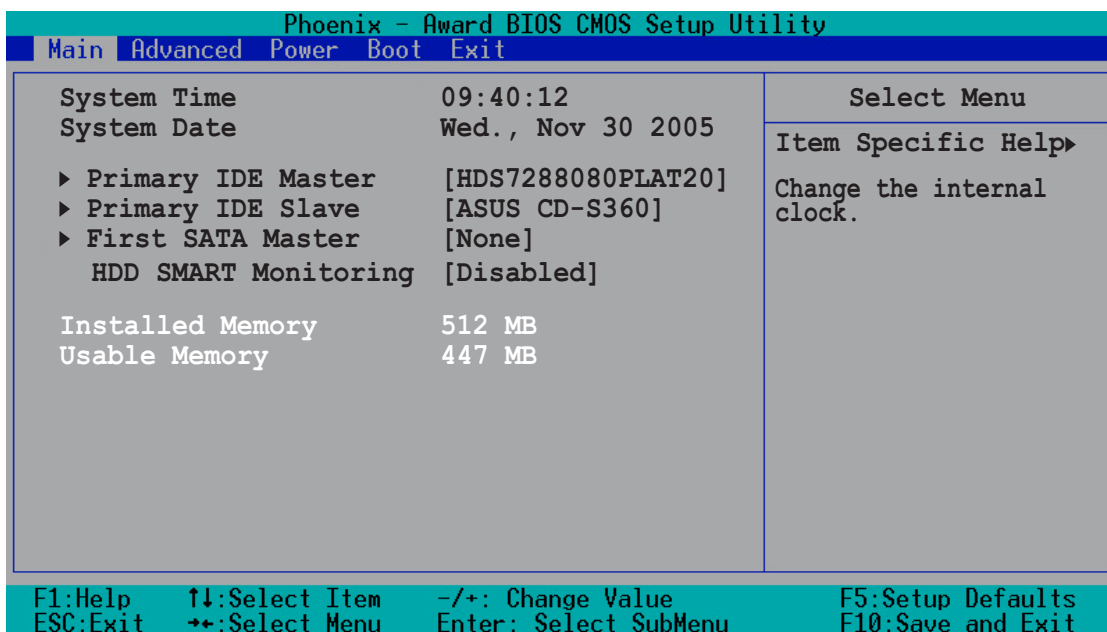 Phoenix - Award BIOS CMOS Setup Utility
Main Advanced Power Boot Exit
System Time 09:40:12
System Date Wed., Nov 30 2005
▶ Primary IDE Master [HDS7288080PLAT20]
▶ Primary IDE Slave [ASUS CD-S360]
▶ First SATA Master [None]
HDD SMART Monitoring [Disabled]
Installed Memory 512 MB
Usable Memory 447 MB
Select Menu
Item Specific Help▶
Change the internal
clock.
F1:Help ↑↓:Select Item -/+: Change Value F5:Setup Defaults
ESC:Exit →←:Select Menu Enter: Select SubMenu F10:Save and Exit